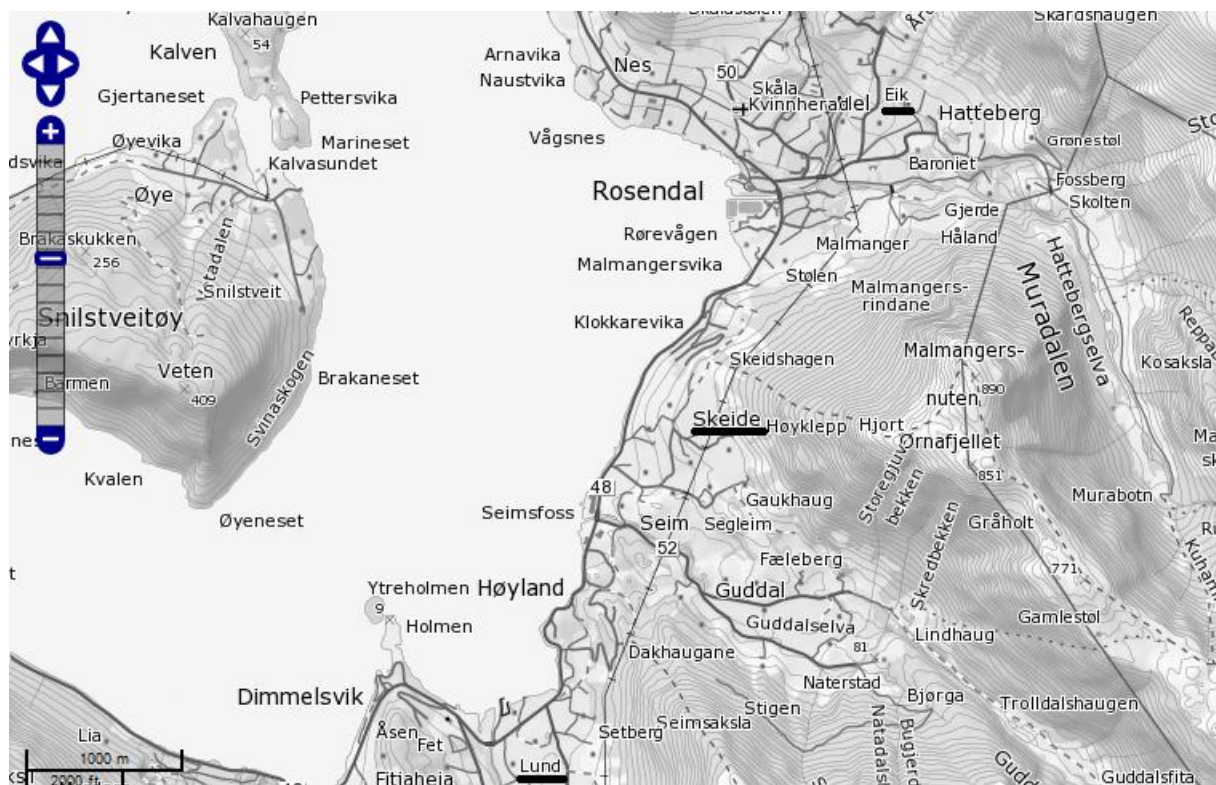 Kalvahaugen
54
Kalven
Arnavika
Nes
Naustvika
50
Skåla
Kvinnheradlel
Eik
Hatteberg
Skardshaugen
Gjertaneset
Pettersvika
Øyevika
Marineset
Vågsnes
Kalvasundet
Grønestøl
Baroniet
Fossberg
Øye
Rosendal
Skolten
Gjerde
Håland
Brakaskukken
256
Rørevågen
Malmanger
Malmangersvika
Stølen
Snilstveit
Malmangers-
rindane
Hattebergselva
Muradalen
Snilstveitøy
Klokkarevika
Skeidshagen
Malmangers-
nuten
890
Kosaksla
Veten
409
Barmen
Brakaneset
Svinaskogen
Skeide
Høyklepp
Hjort
Ørnafjellet
851
Kvalen
Øyeneset
48
Seimsfoss
Seim
Segleim
Gaukhaug
Storegjuv-
bekken
Gråholt
Murabotn
52
Fæleberg
Skredbekken
771
Ytreholmen
9
Holmen
Høyland
Guddal
Guddalselva
Lindhaug
Gamlestøl
Dakhaugane
81
Naterstad
Bjørga
Trolldalshaugen
Dimmelsvik
Stigen
Seimsaksla
Setberg
Åsen
Fet
Lia
1000 m
2000 ft
Fitjaheia
Lund
Guddalsfita